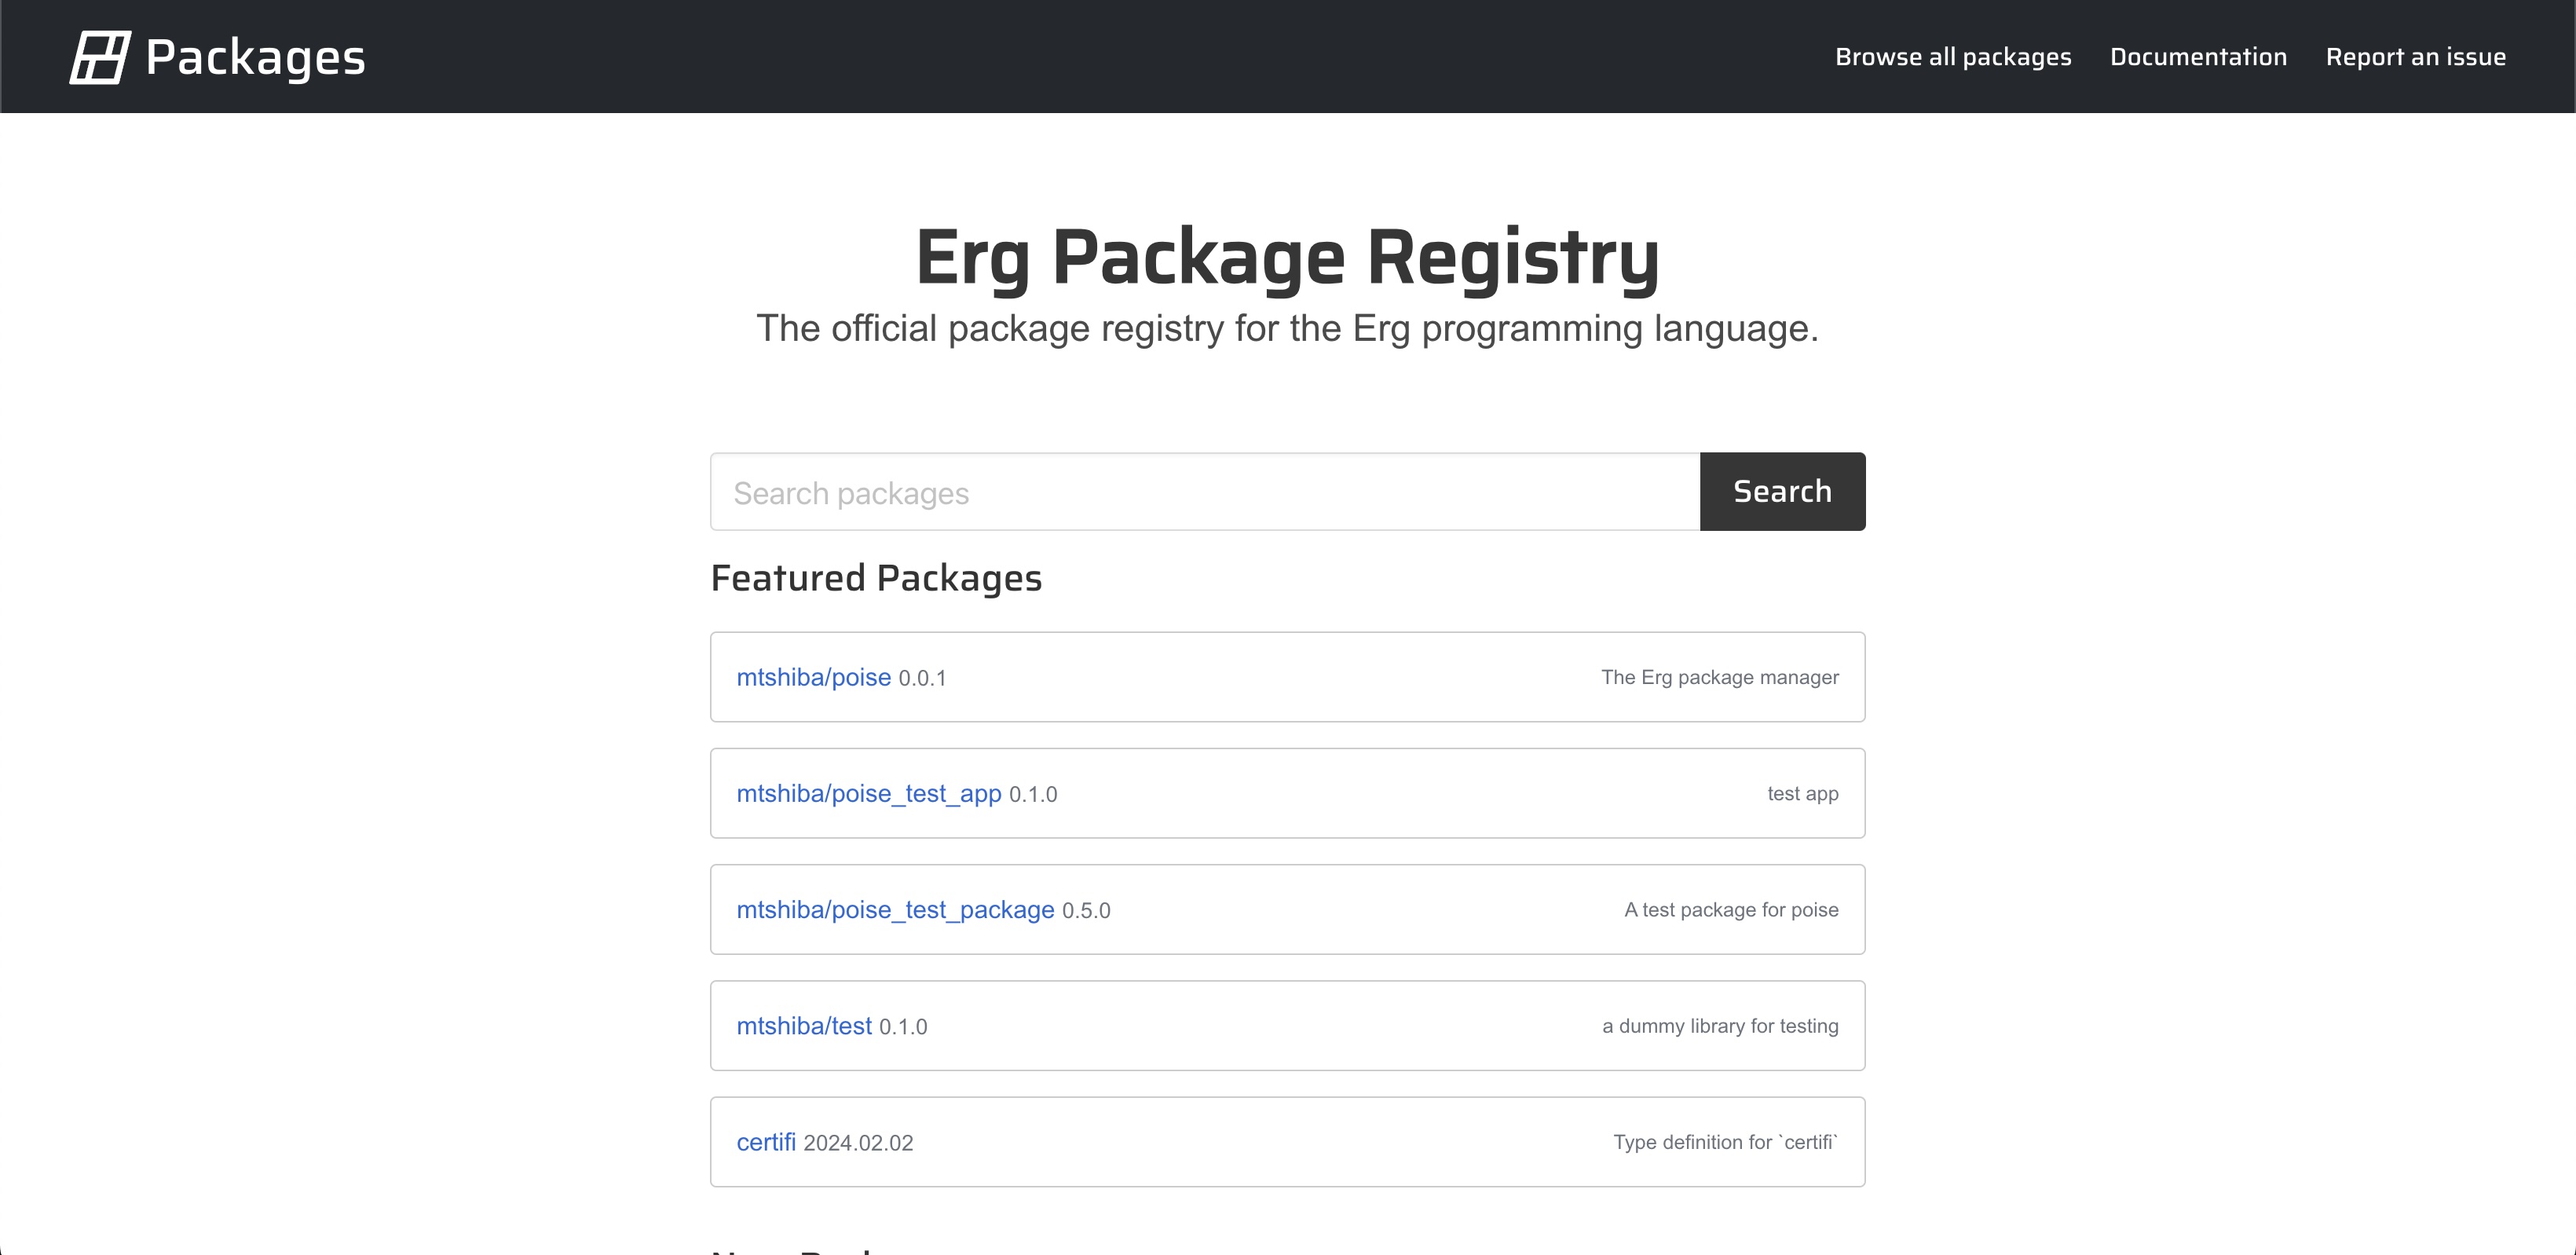 Packages
Browse all packages
Documentation
Report an issue
Erg Package Registry
The official package registry for the Erg programming language.
Search packages
Search
Featured Packages
mtshiba/poise 0.0.1
The Erg package manager
mtshiba/poise_test_app 0.1.0
test app
mtshiba/poise_test_package 0.5.0
A test package for poise
mtshiba/test 0.1.0
a dummy library for testing
certifi 2024.02.02
Type definition for `certifi`